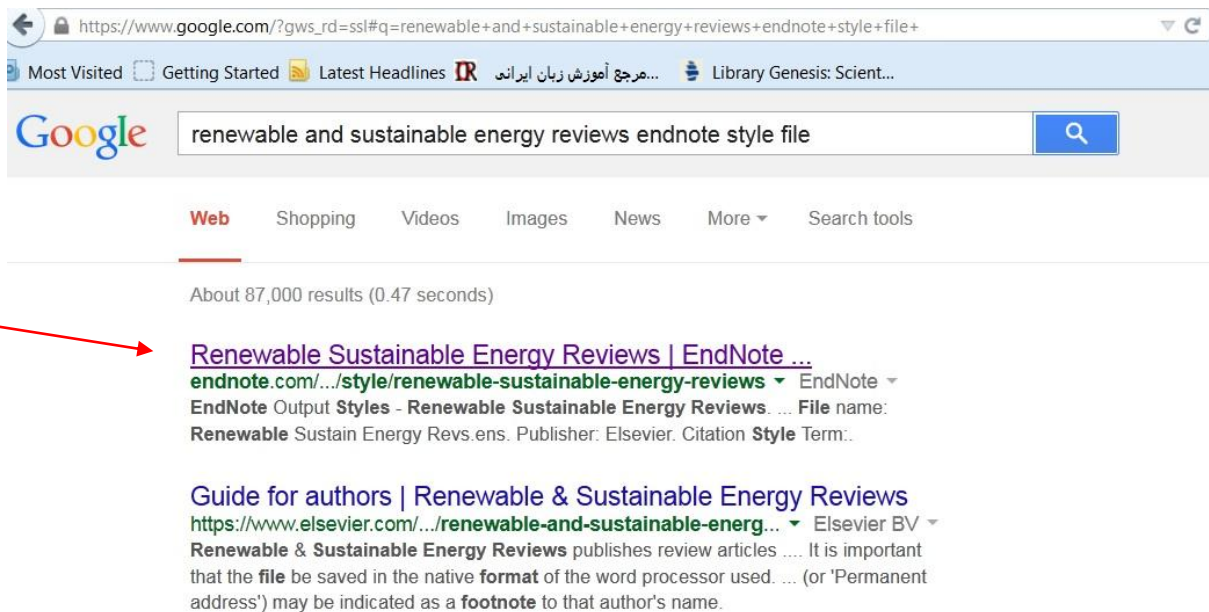 https://www.google.com/?gws_rd=ssl#q=renewable+and+sustainable+energy+reviews+endnote+style+file+
Most Visited Getting Started Latest Headlines IR مرجع آموزش زبان ایرانی... Library Genesis: Scient...
Google renewable and sustainable energy reviews endnote style file
Web Shopping Videos Images News More Search tools
About 87,000 results (0.47 seconds)
Renewable Sustainable Energy Reviews | EndNote ...
endnote.com/.../style/renewable-sustainable-energy-reviews EndNote
EndNote Output Styles - Renewable Sustainable Energy Reviews. ... File name:
Renewable Sustain Energy Revs.ens. Publisher: Elsevier. Citation Style Term:.
Guide for authors | Renewable & Sustainable Energy Reviews
https://www.elsevier.com/.../renewable-and-sustainable-energ... Elsevier BV
Renewable & Sustainable Energy Reviews publishes review articles .... It is important
that the file be saved in the native format of the word processor used. ... (or 'Permanent
address') may be indicated as a footnote to that author's name.